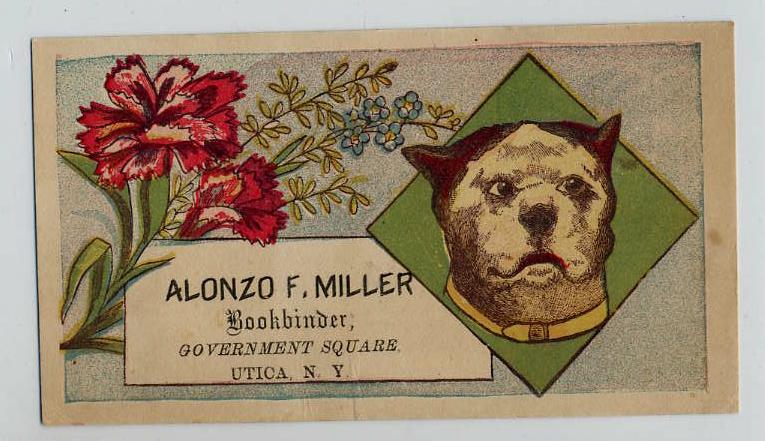 ALONZO F. MILLER
Bookbinder,
GOVERNMENT SQUARE,
UTICA, N. Y.